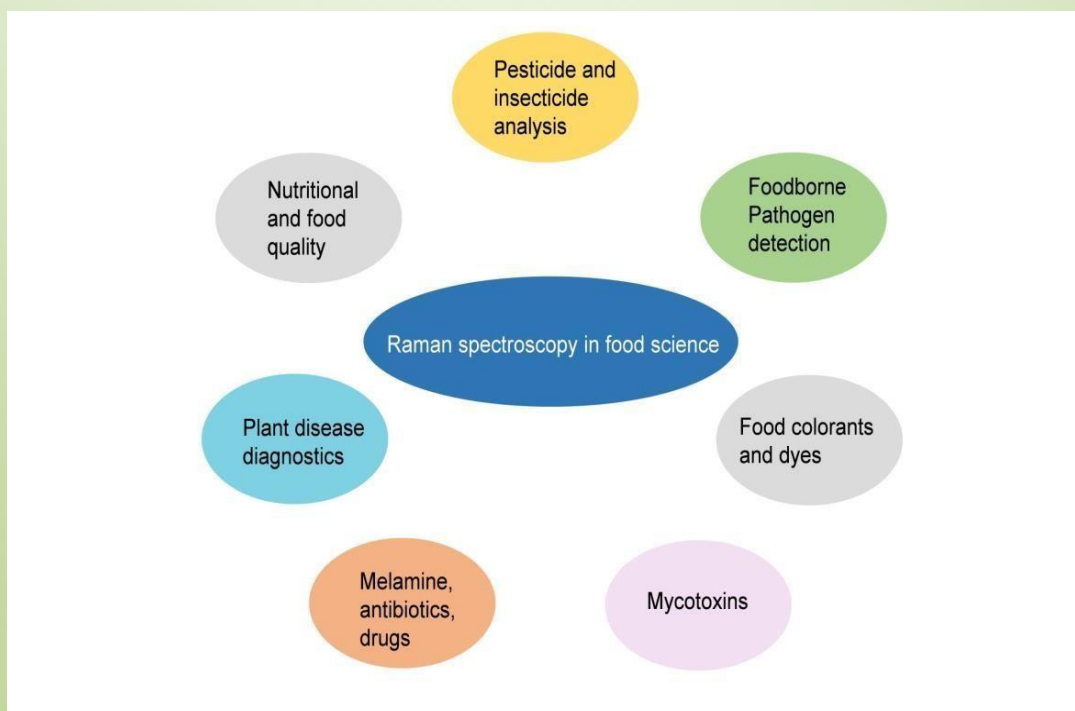 Pesticide and
insecticide
analysis
Nutritional
and food
quality
Foodborne
Pathogen
detection
Raman spectroscopy in food science
Plant disease
diagnostics
Food colorants
and dyes
Melamine,
antibiotics,
drugs
Mycotoxins